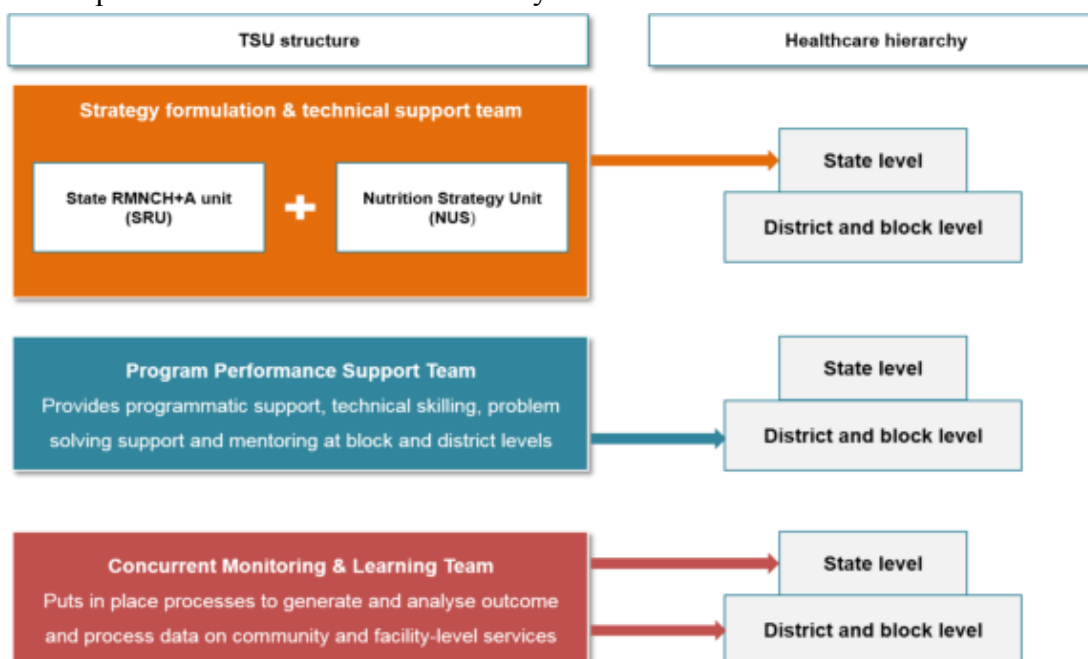 TSU structure
Healthcare hierarchy
Strategy formulation & technical support team
State RMNCH+A unit
(SRU)
Nutrition Strategy Unit
(NUS)
State level
District and block level
Program Performance Support Team
Provides programmatic support, technical skilling, problem
solving support and mentoring at block and district levels
State level
District and block level
Concurrent Monitoring & Learning Team
Puts in place processes to generate and analyse outcome
and process data on community and facility-level services
State level
District and block level